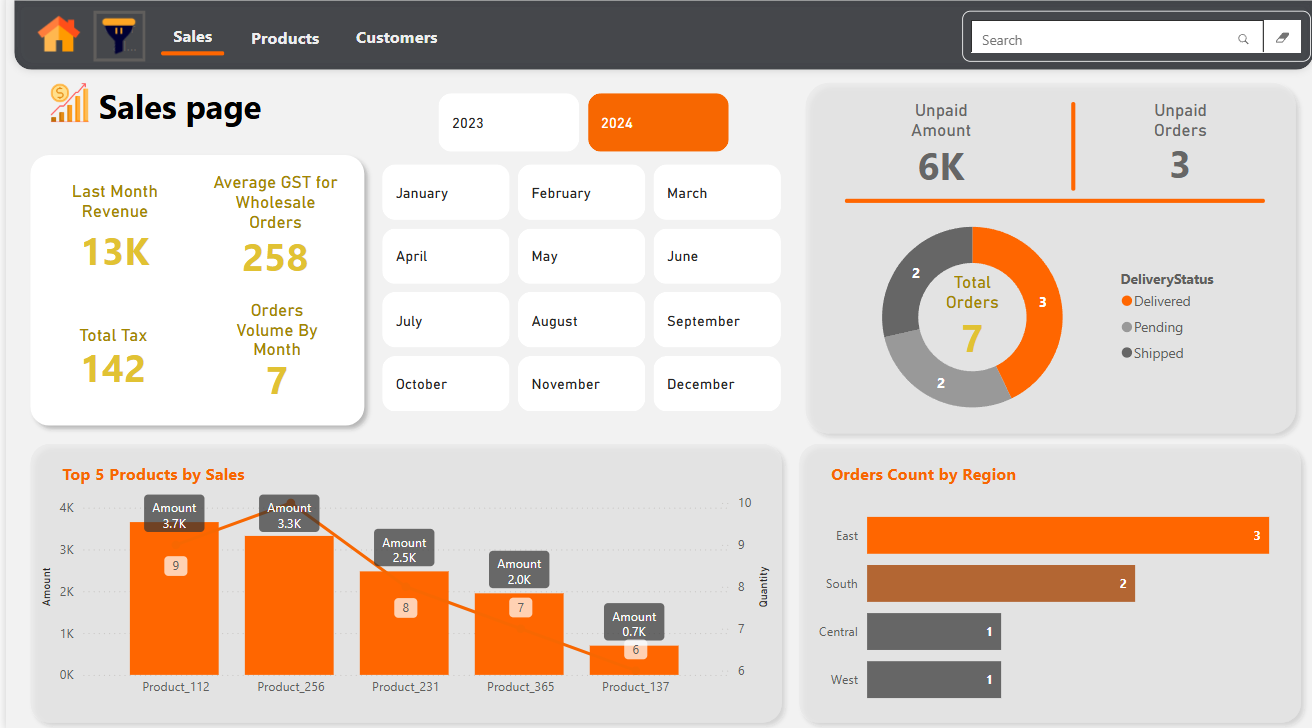 Sales
Products
Customers
Search
Sales page
2023
2024
Last Month
Revenue
13K
Average GST for
Wholesale
Orders
258
Total Tax
142
Orders
Volume By
Month
7
January
February
March
April
May
June
July
August
September
October
November
December
Unpaid
Amount
6K
Unpaid
Orders
3
2
3
2
Total
Orders
7
DeliveryStatus
Delivered
Pending
Shipped
Top 5 Products by Sales
Amount
4K
3K
2K
1K
0K
Amount
3.7K
9
Amount
3.3K
Amount
2.5K
8
Amount
2.0K
7
Amount
0.7K
6
Product_112
Product_256
Product_231
Product_365
Product_137
10
9
8
7
6
Quantity
Orders Count by Region
East
3
South
2
Central
1
West
1